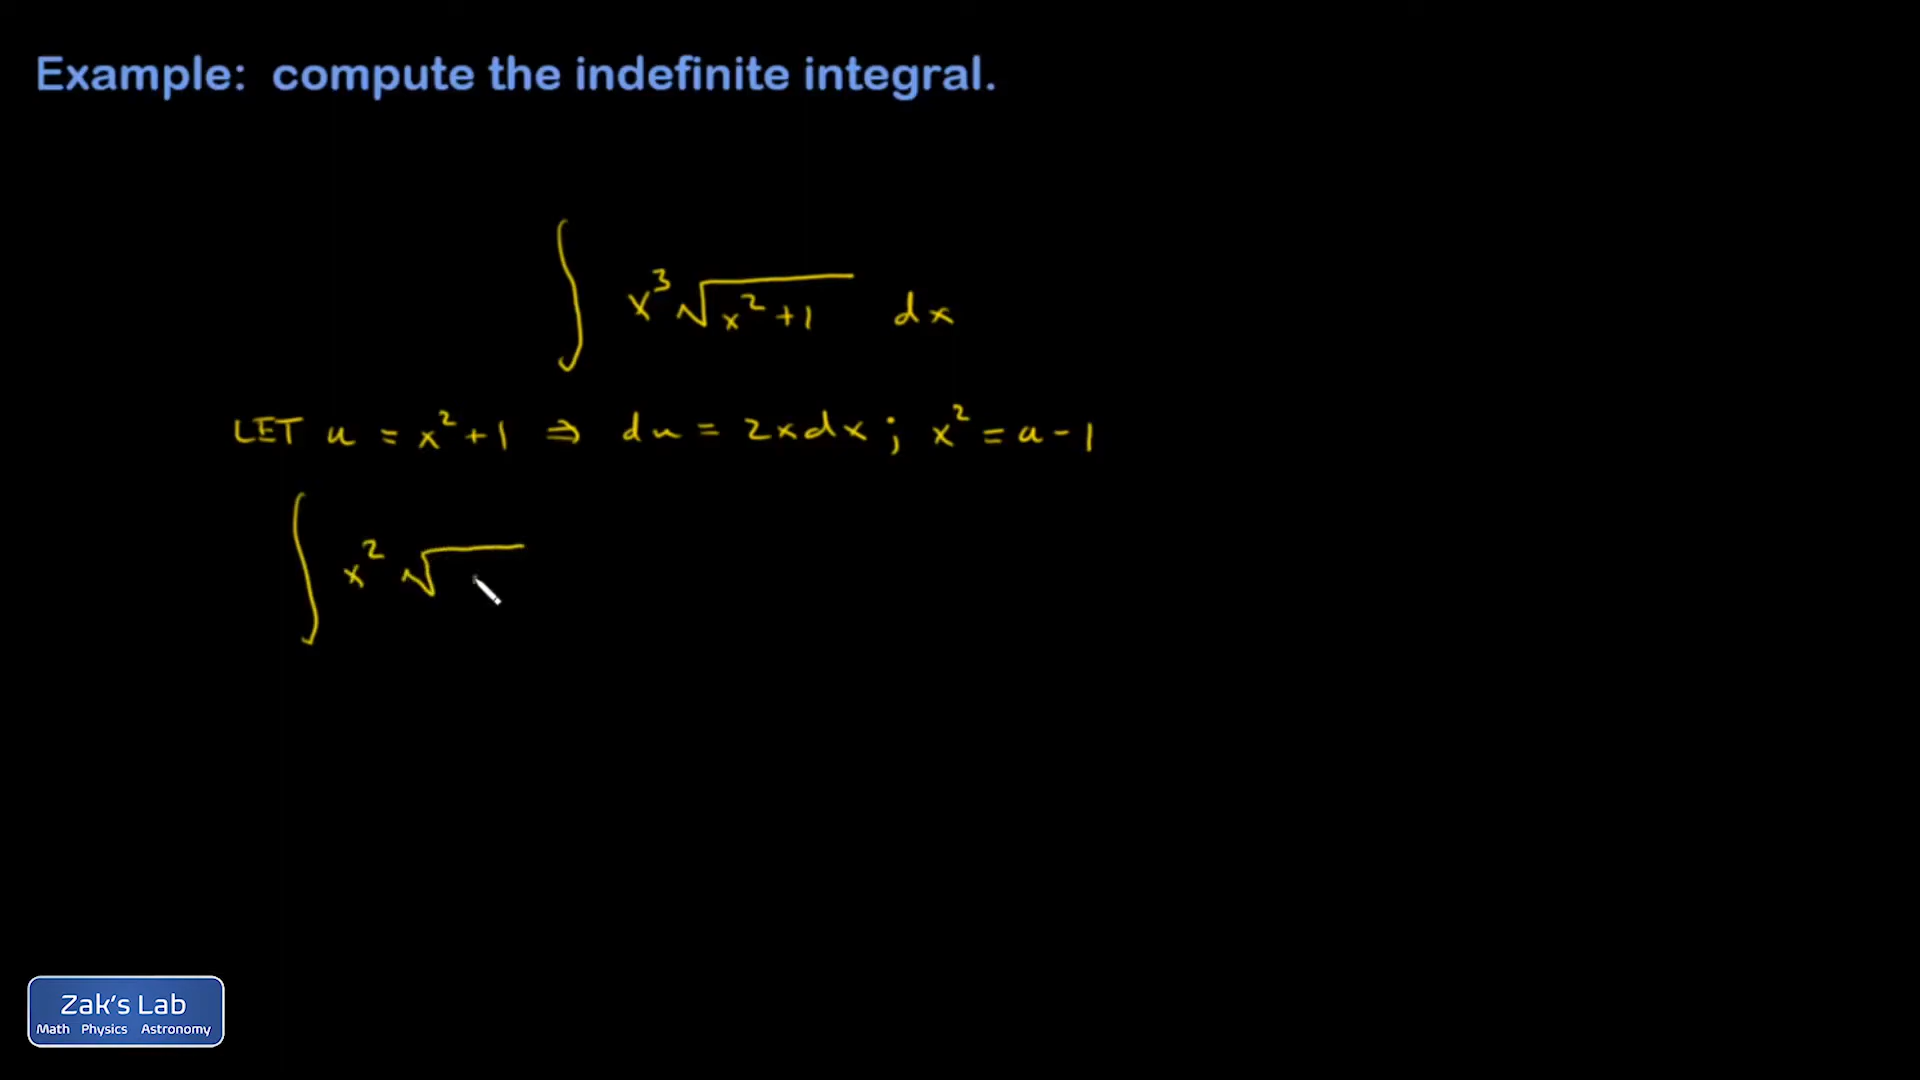 Example: compute the indefinite integral.
∫ x³√(x²+1) dx
LET u = x²+1 ⇒ du = 2xdx; x² = u-1
∫ x² √
Zak's Lab
Math Physics Astronomy